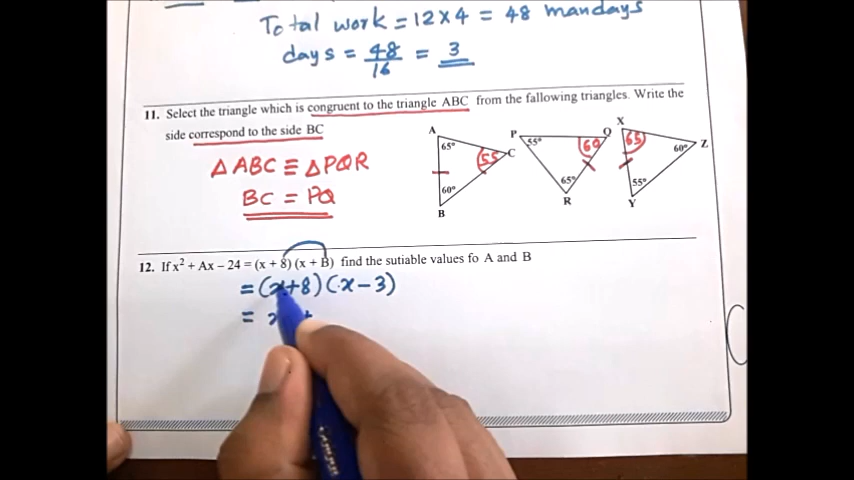 Total work = 12 × 4 = 48 mandays
days = 48/16 = 3
11. Select the triangle which is congruent to the triangle ABC from the fallowing triangles. Write the
side correspond to the side BC
A P Q X
65° 55 C 55° 60 65 60° Z
60° 65° 55°
B R Y
△ABC ≡ △PQR
BC = PQ
12. If x² + Ax – 24 = (x + 8) (x + B) find the sutiable values fo A and B
= (x+8)(x-3)
= x +